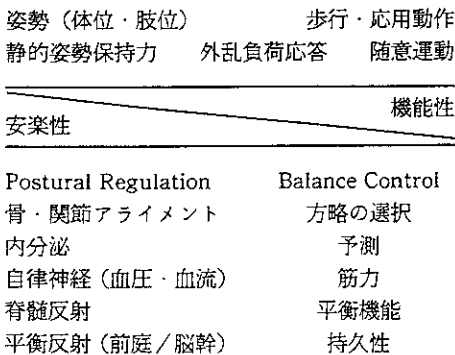 姿勢（体位・肢位） 歩行・応用動作
静的姿勢保持力 外乱負荷応答 随意運動
機能性
安楽性
Postural Regulation Balance Control
骨・関節アライメント 方略の選択
内分泌 予測
自律神経（血圧・血流） 筋力
脊髄反射 平衡機能
平衡反射（前庭／脳幹） 持久性